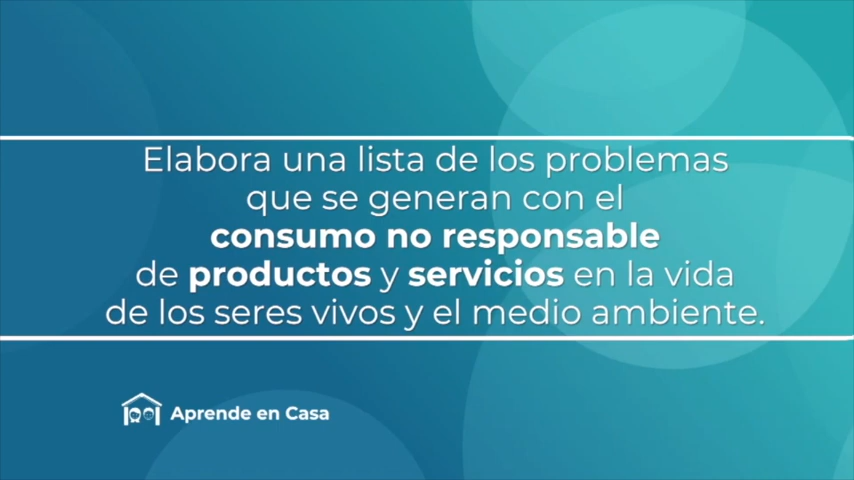 Elabora una lista de los problemas
que se generan con el
consumo no responsable
de productos y servicios en la vida
de los seres vivos y el medio ambiente.
Aprende en Casa